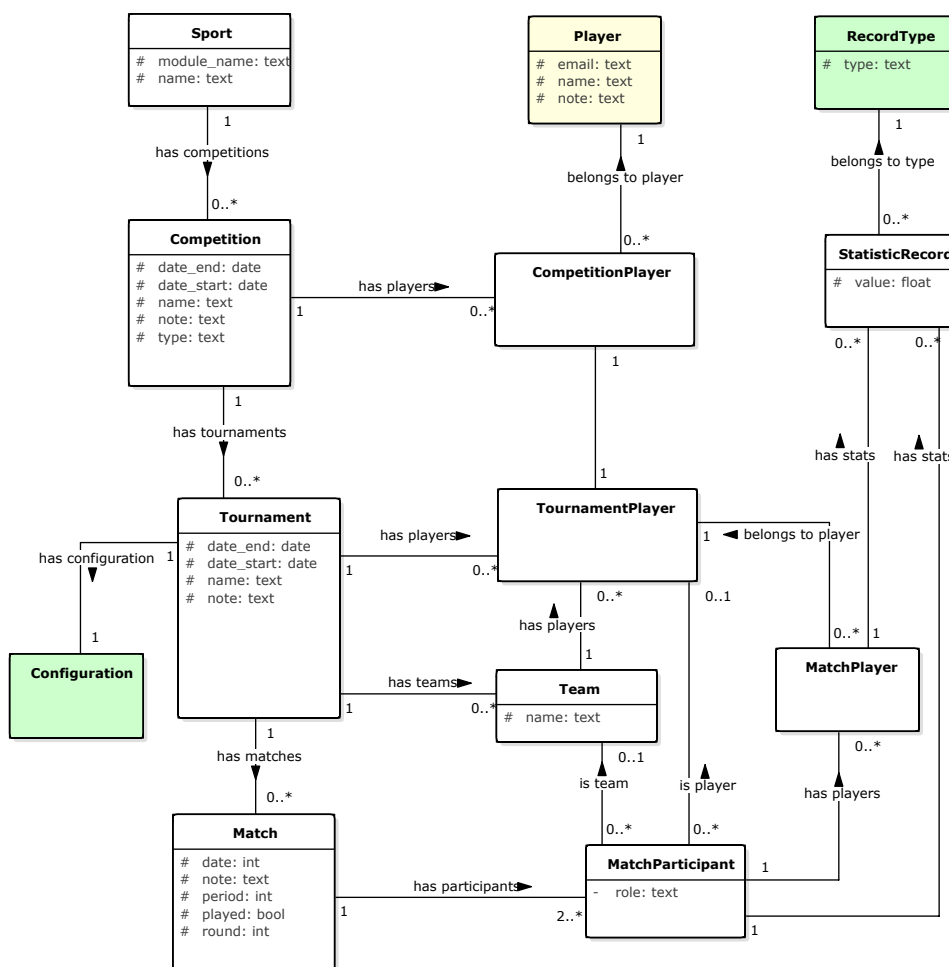 Sport
# module_name: text
# name: text
1
has competitions
0..*
Player
# email: text
# name: text
# note: text
1
belongs to player
0..*
RecordType
# type: text
1
belongs to type
0..*
Competition
# date_end: date
# date_start: date
# name: text
# note: text
# type: text
has players
1
0..*
CompetitionPlayer
StatisticRecord
# value: float
0..*
0..*
1
has tournaments
0..*
1
1
has stats
has stats
Tournament
# date_end: date
# date_start: date
# name: text
# note: text
has configuration
1
1
Configuration
has players
1
0..*
TournamentPlayer
1
belongs to player
0..*
1
0..*
0..1
has players
1
has teams
1
0..*
Team
# name: text
MatchPlayer
1
has matches
0..*
0..1
is team
0..*
is player
0..*
0..*
has players
1
Match
# date: int
# note: text
# period: int
# played: bool
# round: int
has participants
1
2..*
MatchParticipant
- role: text
1